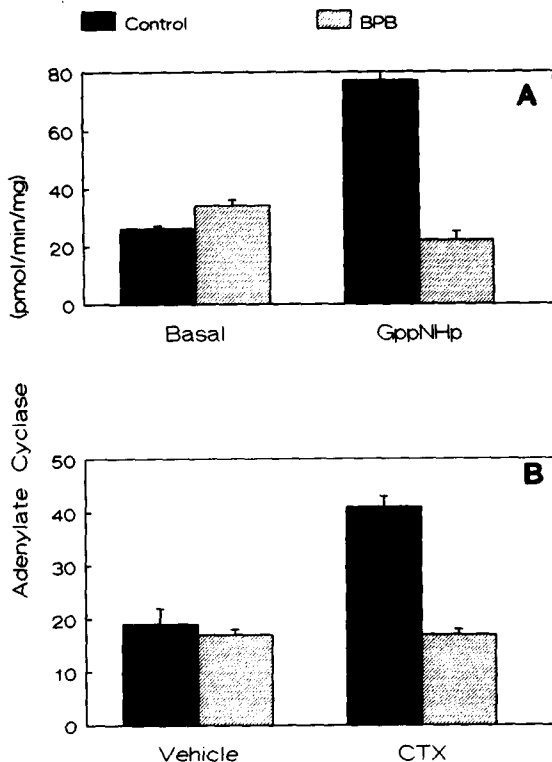 Control BPB
A
80
60
40
20
0
Basal GppNHp
Adenylate Cyclase (pmol/min/mg)
B
50
40
30
20
10
0
Vehicle CTX